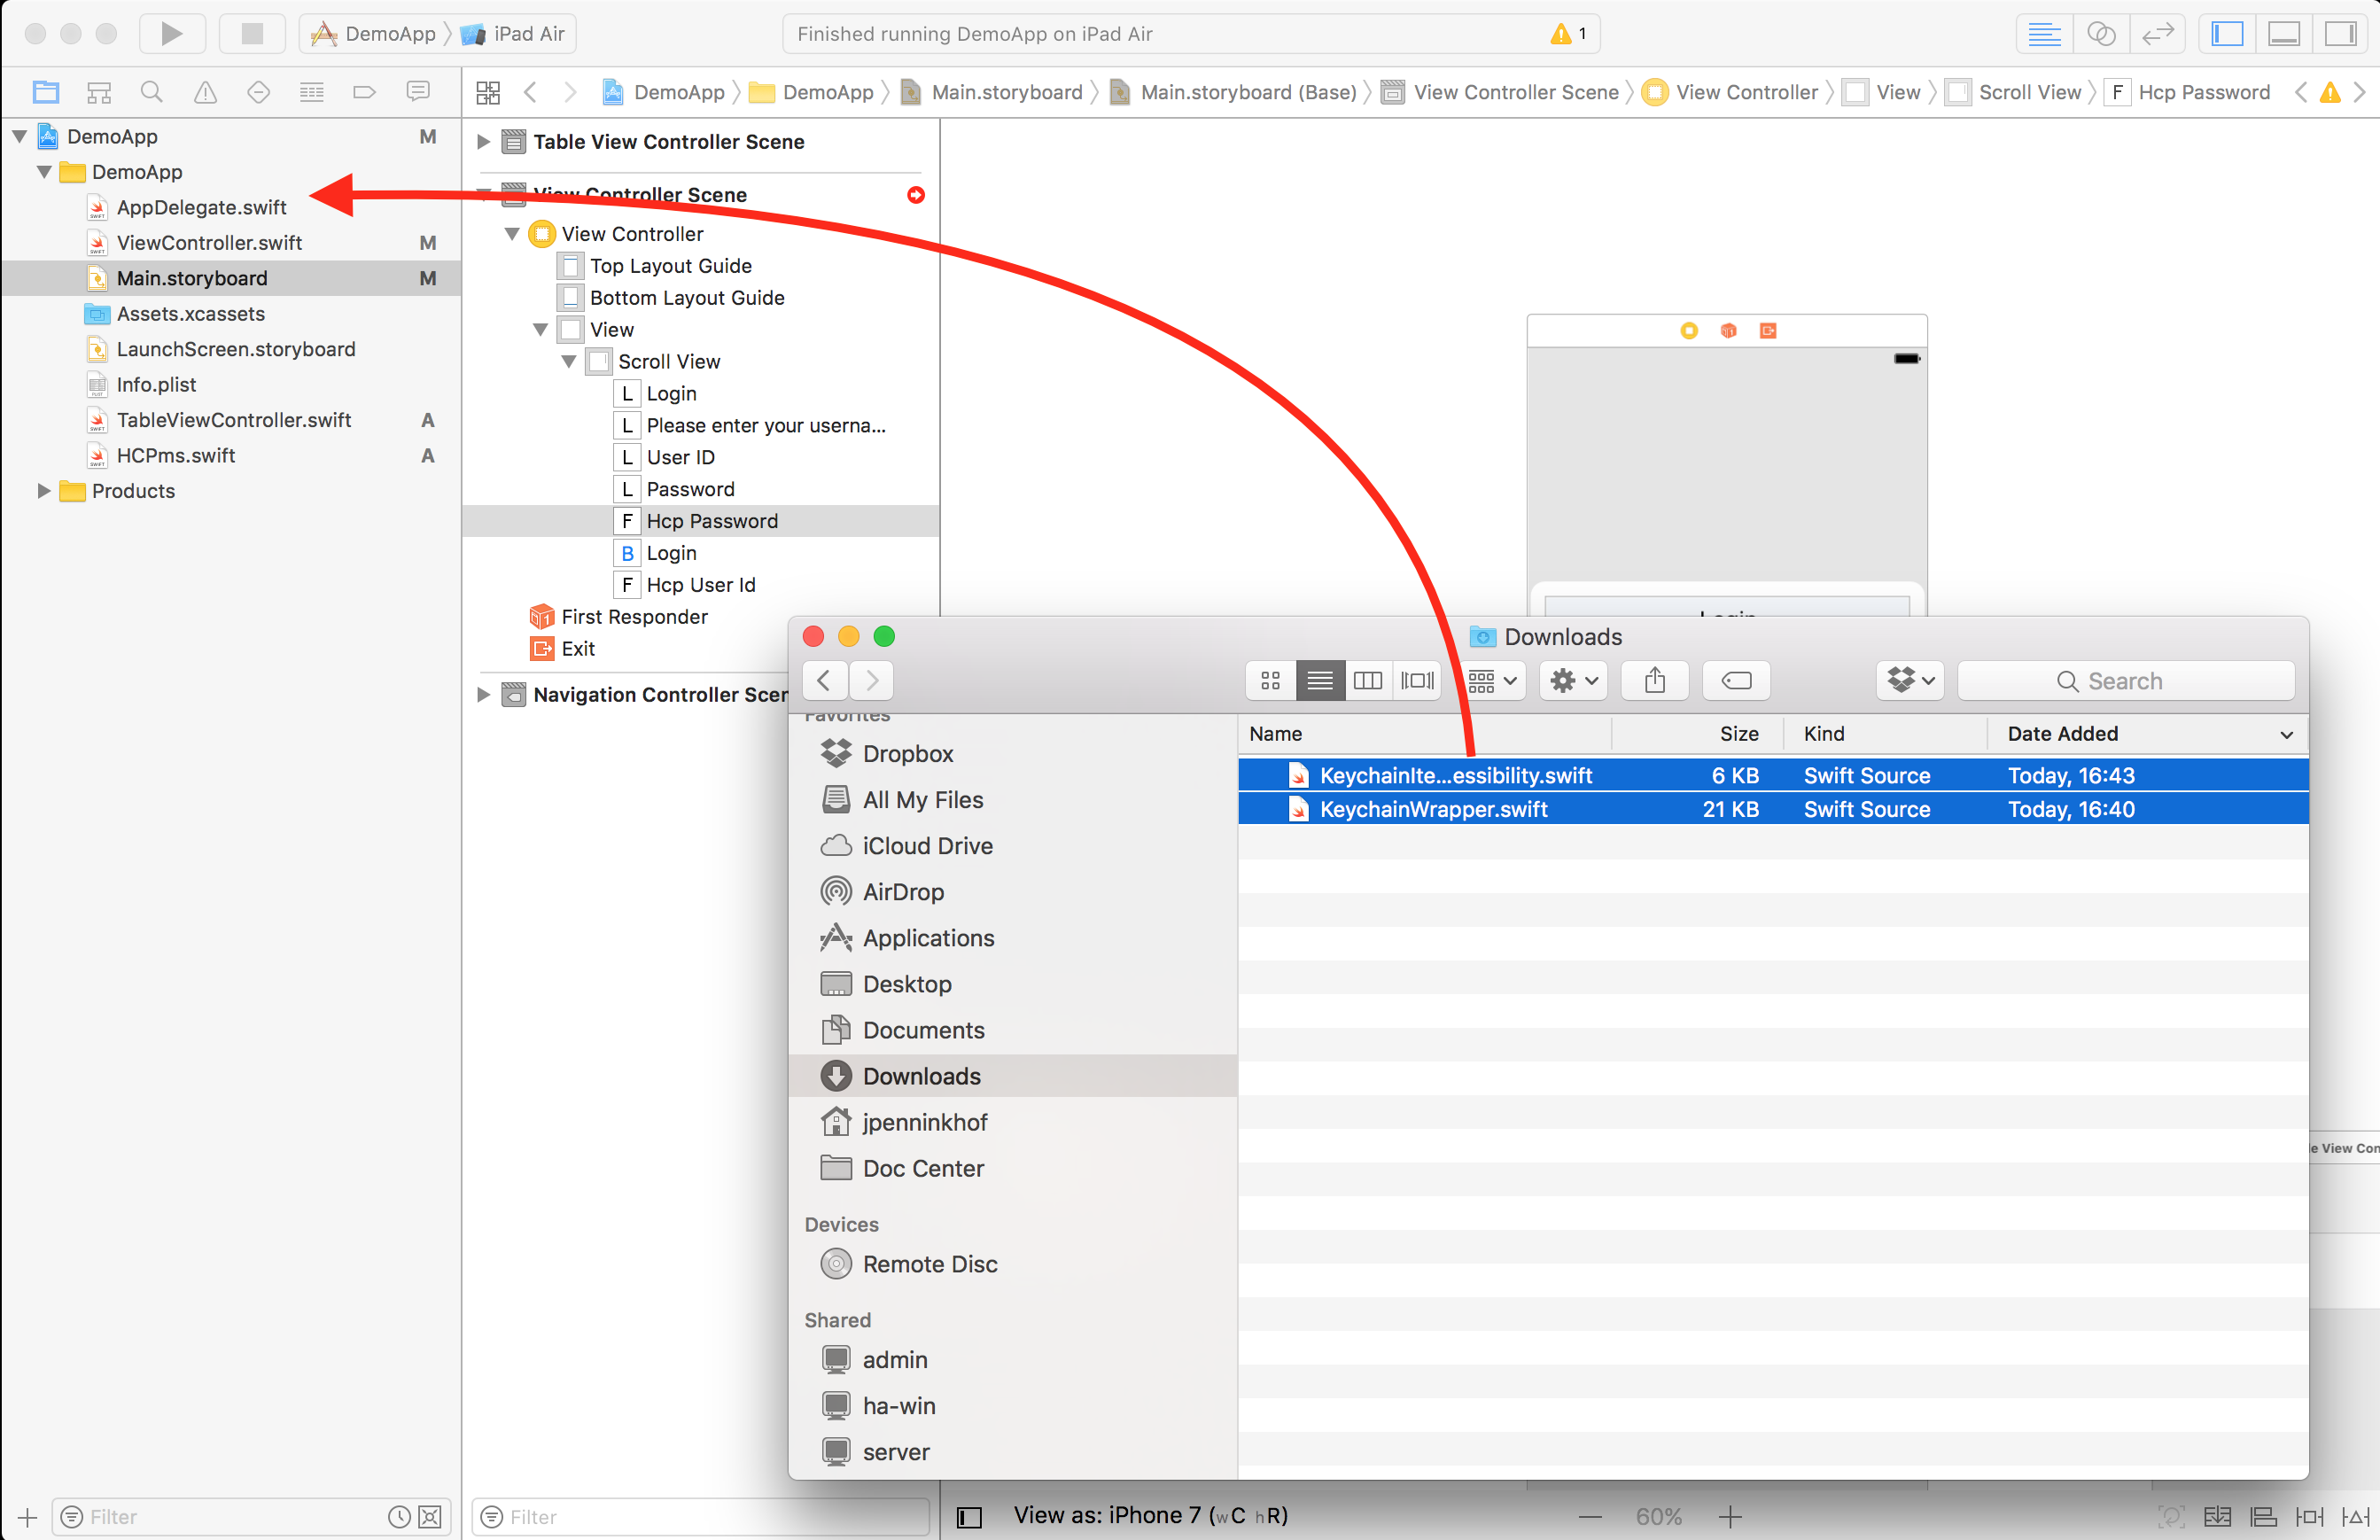 DemoApp iPad Air
Finished running DemoApp on iPad Air
1
DemoApp DemoApp Main.storyboard Main.storyboard (Base) View Controller Scene View Controller View Scroll View F Hcp Password
DemoApp M
DemoApp
AppDelegate.swift
ViewController.swift M
Main.storyboard M
Assets.xcassets
LaunchScreen.storyboard
Info.plist
TableViewController.swift A
HCPms.swift A
Products
Table View Controller Scene
View Controller Scene
View Controller
Top Layout Guide
Bottom Layout Guide
View
Scroll View
L Login
L Please enter your userna...
L User ID
L Password
F Hcp Password
B Login
F Hcp User Id
First Responder
Exit
Navigation Controller Scen
Login
Downloads
Search
Favorites
Dropbox
All My Files
iCloud Drive
AirDrop
Applications
Desktop
Documents
Downloads
jpenninkhof
Doc Center
Devices
Remote Disc
Shared
admin
ha-win
server
Name Size Kind Date Added
KeychainIte...essibility.swift 6 KB Swift Source Today, 16:43
KeychainWrapper.swift 21 KB Swift Source Today, 16:40
le View Con
Filter
Filter
View as: iPhone 7 (wC hR)
60%